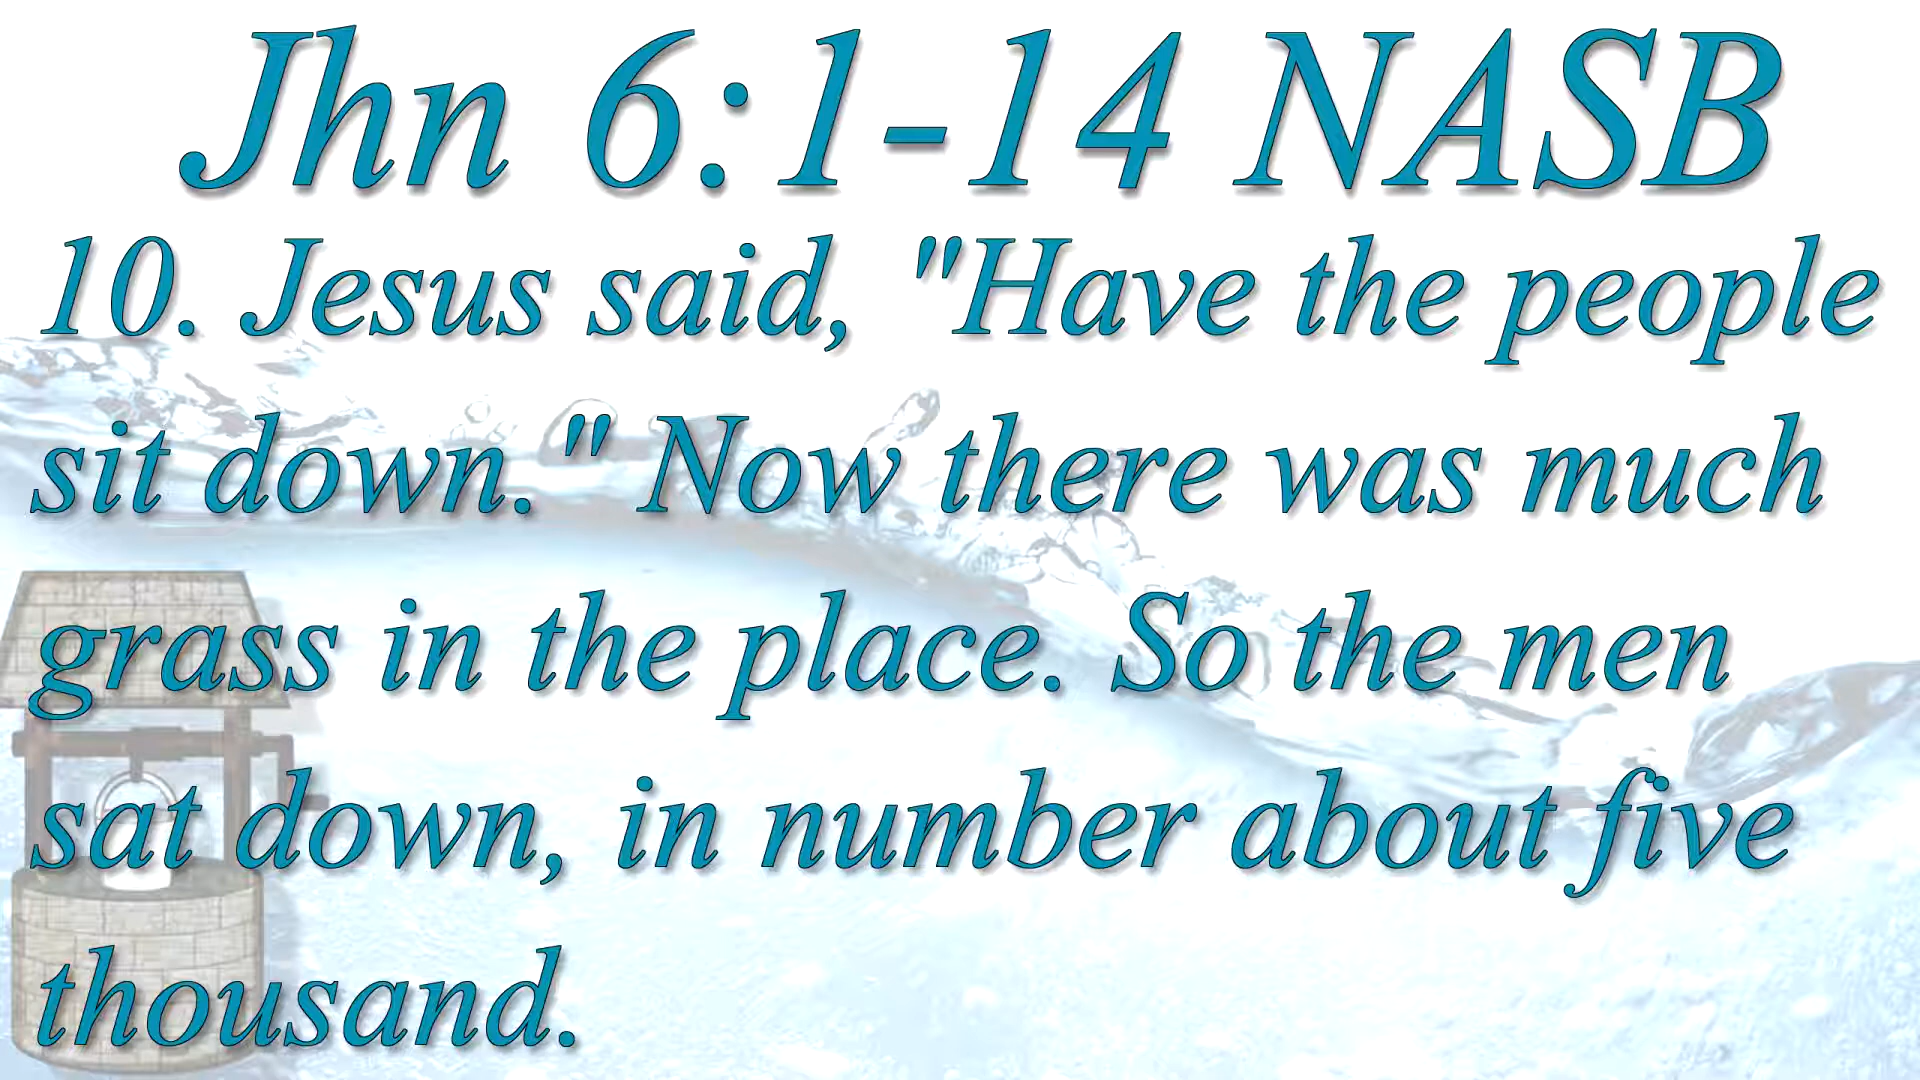 Jhn 6:1-14 NASB
10. Jesus said, "Have the people
sit down." Now there was much
grass in the place. So the men
sat down, in number about five
thousand.